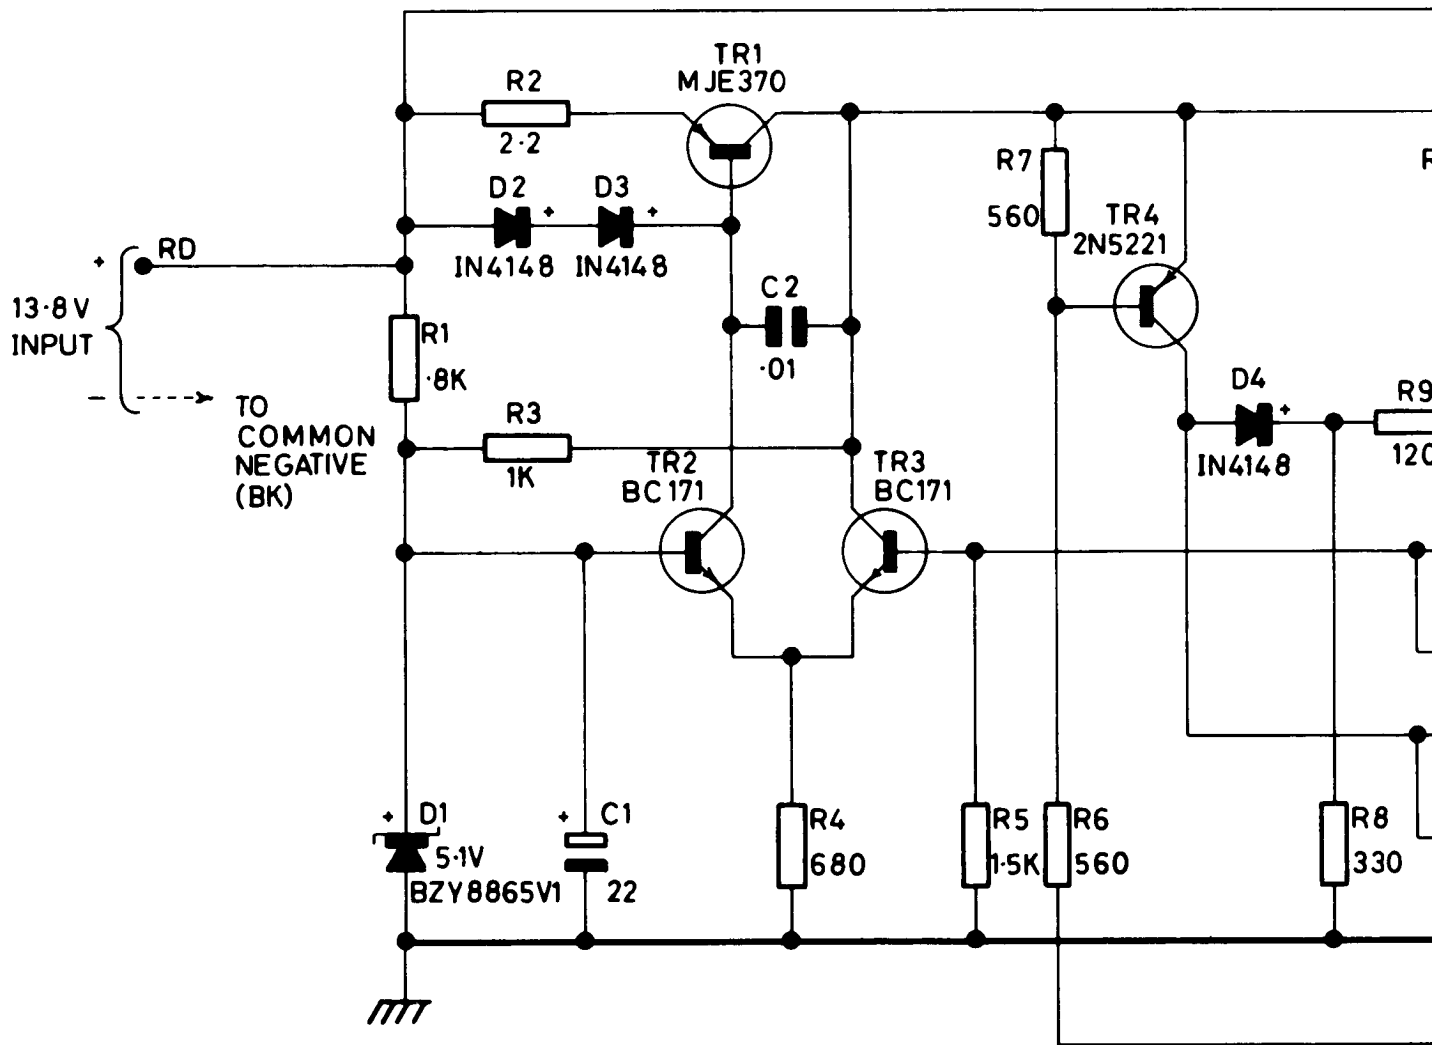 TR1
MJE370
R2
2·2
D2
D3
+
+
IN4148
IN4148
+
RD
13·8V
INPUT
−
TO
COMMON
NEGATIVE
(BK)
R1
·8K
C2
·01
R3
1K
TR2
BC171
TR3
BC171
R7
560
TR4
2N5221
D4
+
IN4148
R9
120
+
D1
5·1V
BZY8865V1
+
C1
22
R4
680
R5
1·5K
R6
560
R8
330